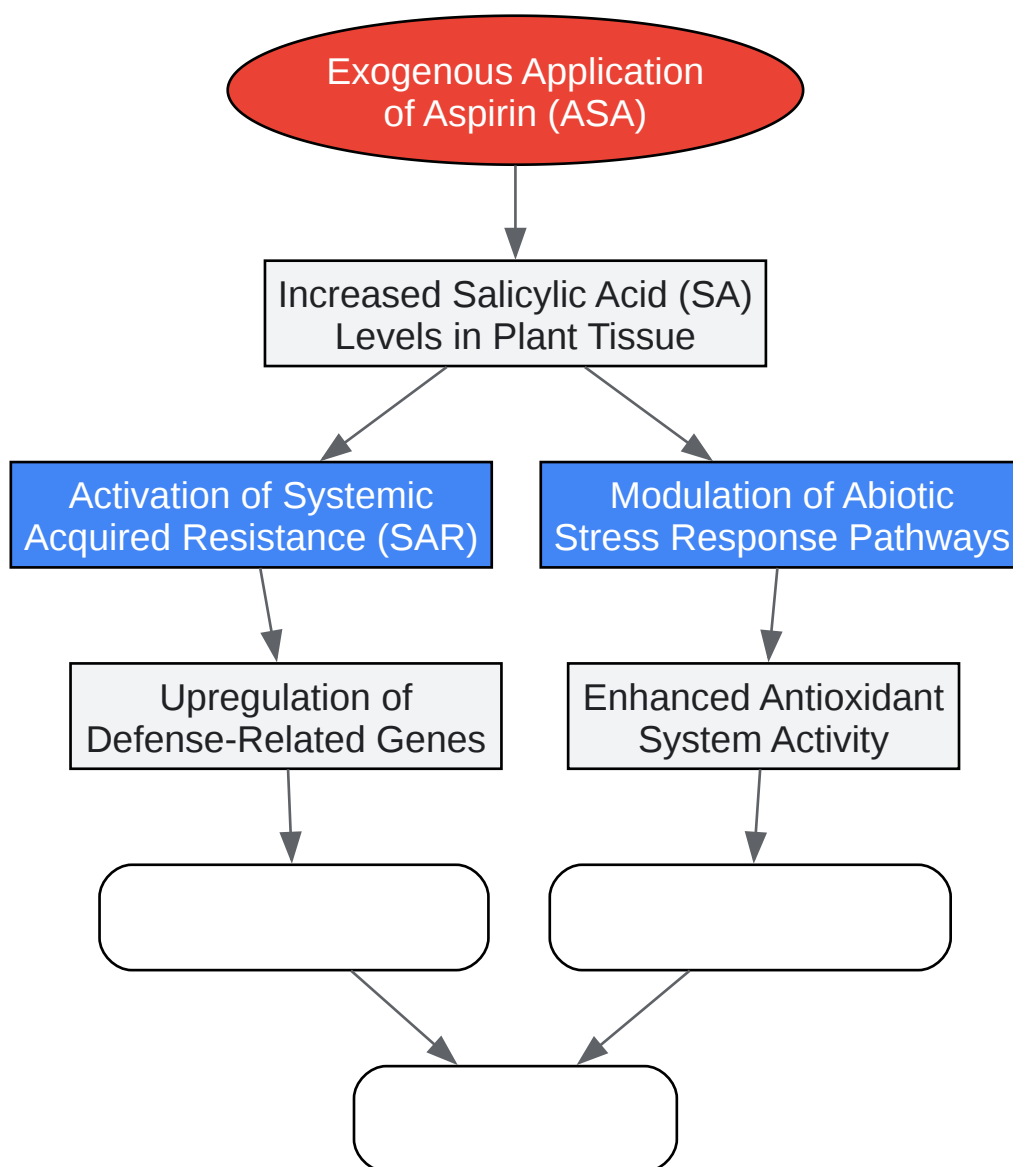 Exogenous Application
of Aspirin (ASA)
Increased Salicylic Acid (SA)
Levels in Plant Tissue
Activation of Systemic
Acquired Resistance (SAR)
Modulation of Abiotic
Stress Response Pathways
Upregulation of
Defense-Related Genes
Enhanced Antioxidant
System Activity